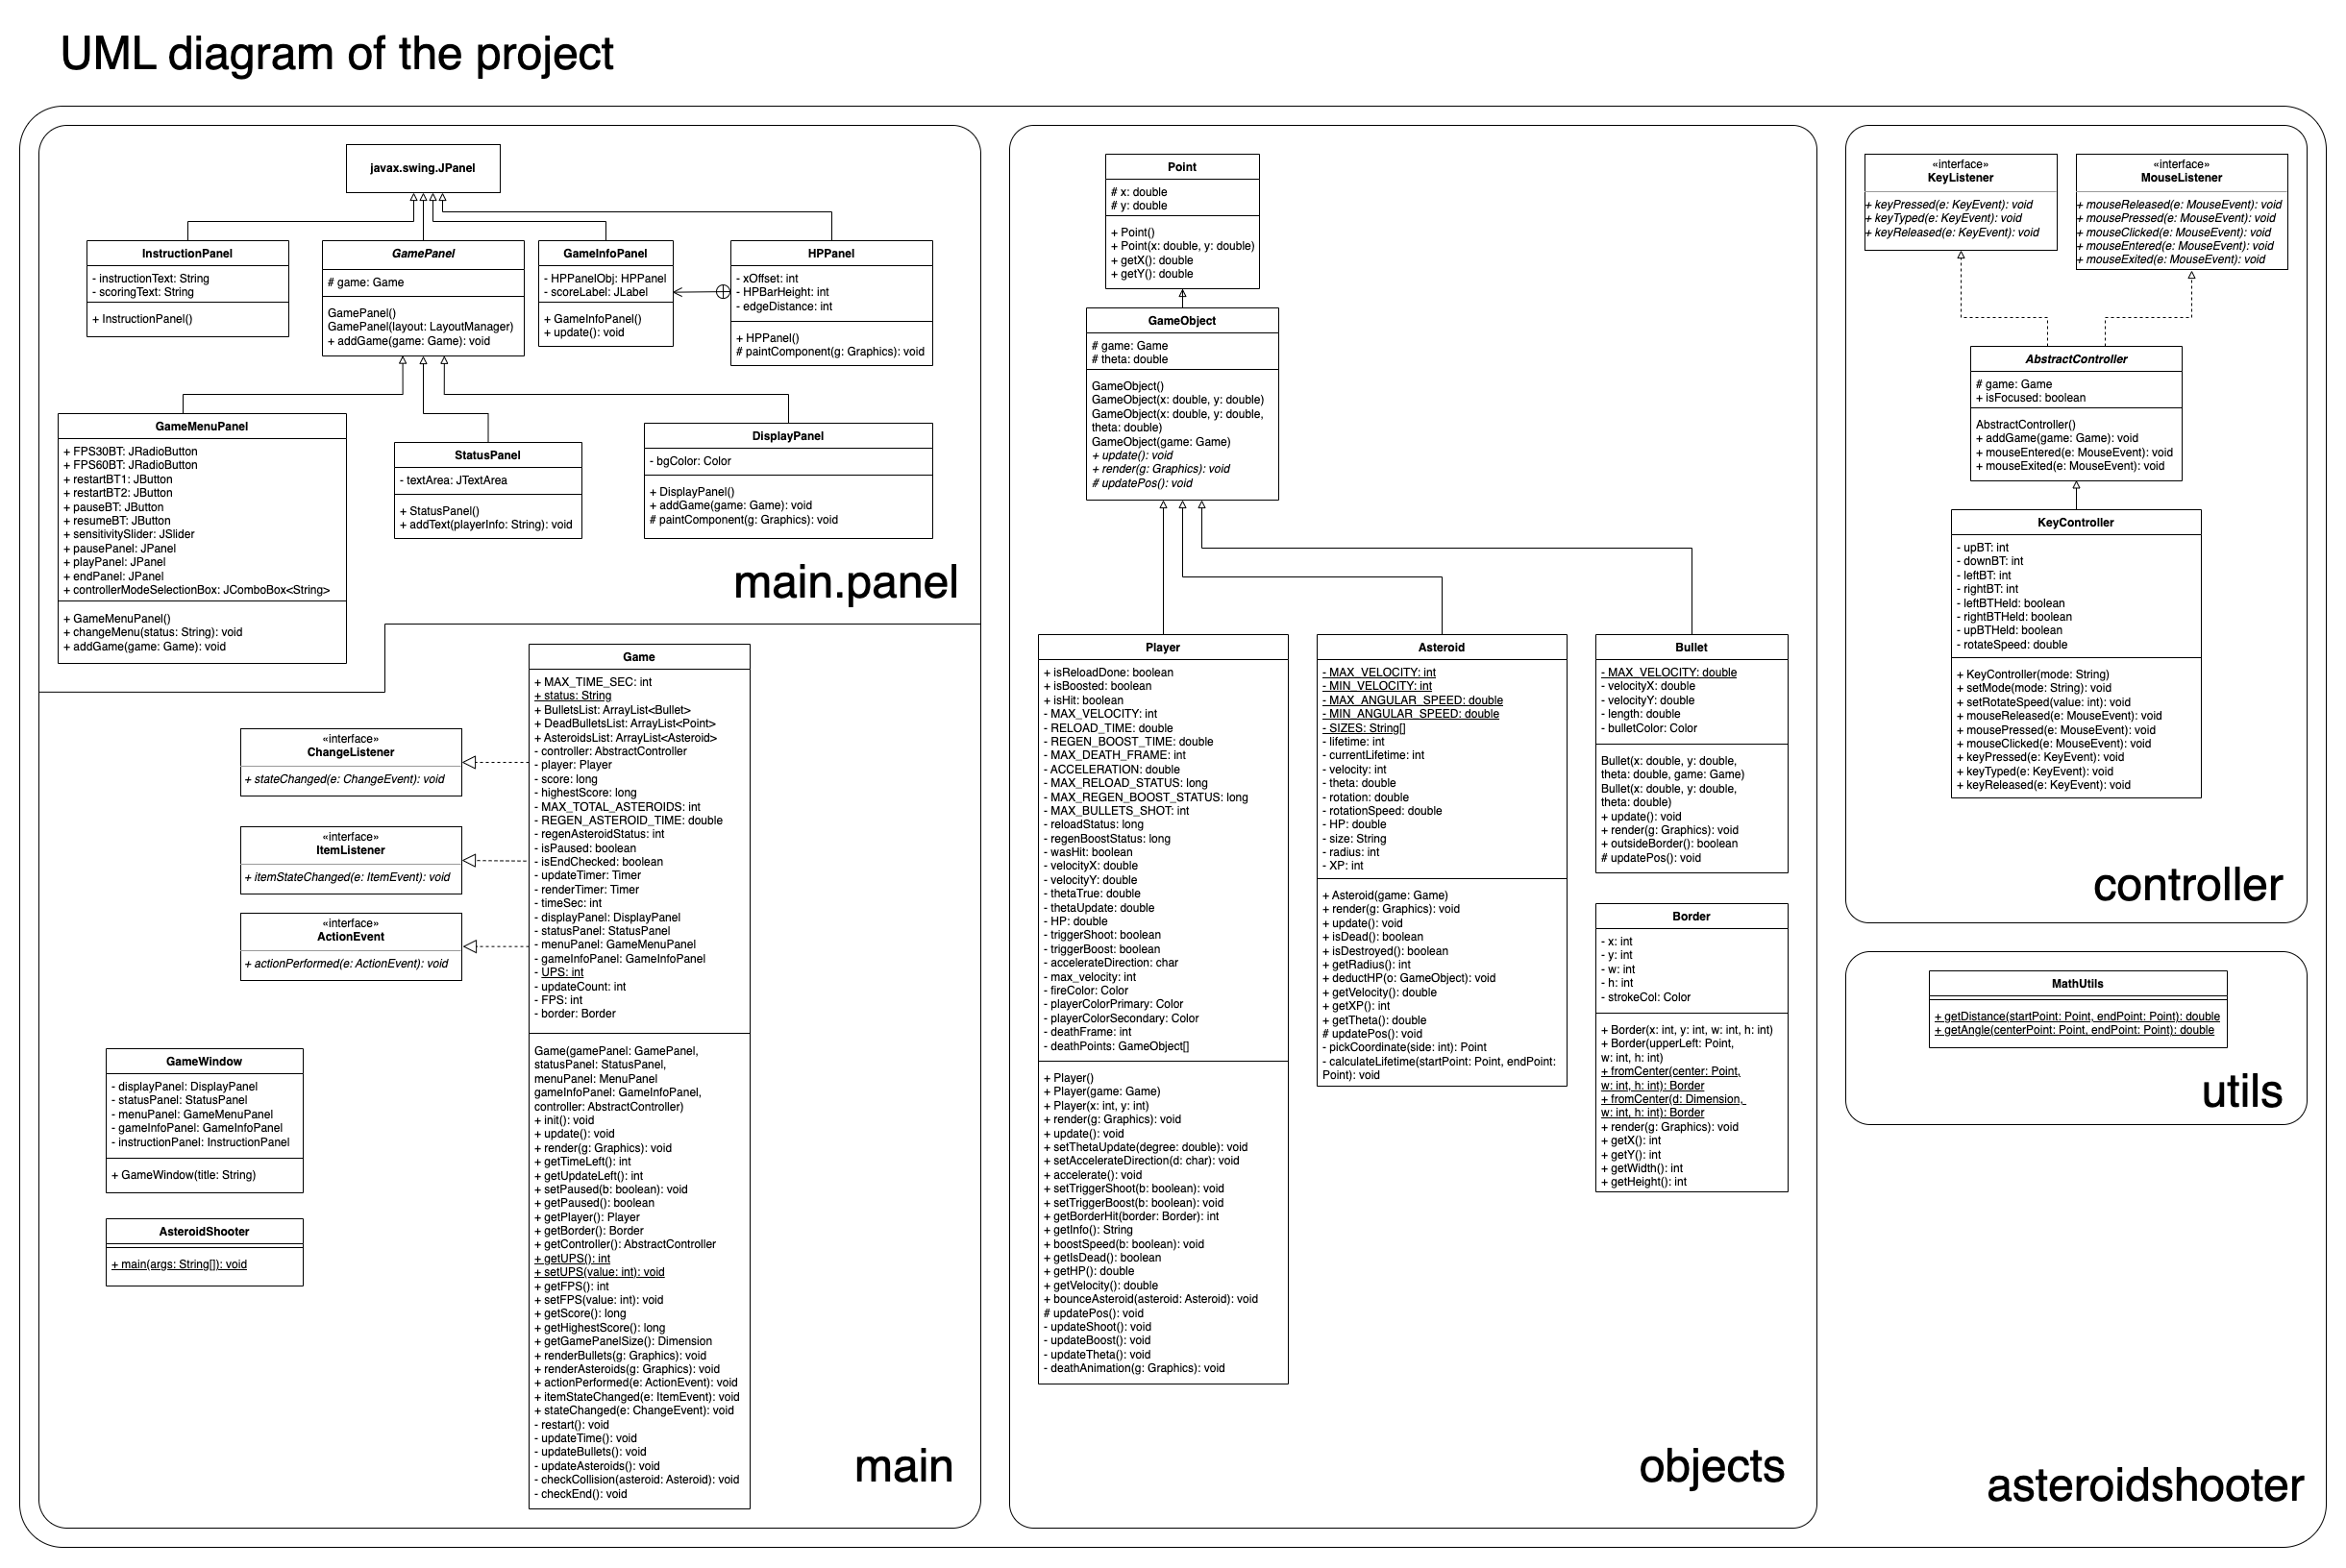 UML diagram of the project
javax.swing.JPanel
InstructionPanel
- instructionText: String
- scoringText: String
+ InstructionPanel()
GamePanel
# game: Game
GamePanel()
GamePanel(layout: LayoutManager)
+ addGame(game: Game): void
GameInfoPanel
- HPPanelObj: HPPanel
- scoreLabel: JLabel
+ GameInfoPanel()
+ update(): void
HPPanel
- xOffset: int
- HPBarHeight: int
- edgeDistance: int
+ HPPanel()
# paintComponent(g: Graphics): void
GameMenuPanel
+ FPS30BT: JRadioButton
+ FPS60BT: JRadioButton
+ restartBT1: JButton
+ restartBT2: JButton
+ pauseBT: JButton
+ resumeBT: JButton
+ sensitivitySlider: JSlider
+ pausePanel: JPanel
+ playPanel: JPanel
+ endPanel: JPanel
+ controllerModeSelectionBox: JComboBox<String>
+ GameMenuPanel()
+ changeMenu(status: String): void
+ addGame(game: Game): void
StatusPanel
- textArea: JTextArea
+ StatusPanel()
+ addText(playerInfo: String): void
DisplayPanel
- bgColor: Color
+ DisplayPanel()
+ addGame(game: Game): void
# paintComponent(g: Graphics): void
main.panel
Game
+ MAX_TIME_SEC: int
+ status: String
+ BulletsList: ArrayList<Bullet>
+ DeadBulletsList: ArrayList<Point>
+ AsteroidsList: ArrayList<Asteroid>
- controller: AbstractController
- player: Player
- score: long
- highestScore: long
- MAX_TOTAL_ASTEROIDS: int
- REGEN_ASTEROID_TIME: double
- regenAsteroidStatus: int
- isPaused: boolean
- isEndChecked: boolean
- updateTimer: Timer
- renderTimer: Timer
- timeSec: int
- displayPanel: DisplayPanel
- statusPanel: StatusPanel
- menuPanel: GameMenuPanel
- gameInfoPanel: GameInfoPanel
- UPS: int
- updateCount: int
- FPS: int
- border: Border
Game(gamePanel: GamePanel,
statusPanel: StatusPanel,
menuPanel: MenuPanel
gameInfoPanel: GameInfoPanel,
controller: AbstractController)
+ init(): void
+ update(): void
+ render(g: Graphics): void
+ getTimeLeft(): int
+ getUpdateLeft(): int
+ setPaused(b: boolean): void
+ getPaused(): boolean
+ getPlayer(): Player
+ getBorder(): Border
+ getController(): AbstractController
+ getUPS(): int
+ setUPS(value: int): void
+ getFPS(): int
+ setFPS(value: int): void
+ getScore(): long
+ getHighestScore(): long
+ getGamePanelSize(): Dimension
+ renderBullets(g: Graphics): void
+ renderAsteroids(g: Graphics): void
+ actionPerformed(e: ActionEvent): void
+ itemStateChanged(e: ItemEvent): void
+ stateChanged(e: ChangeEvent): void
- restart(): void
- updateTime(): void
- updateBullets(): void
- updateAsteroids(): void
- checkCollision(asteroid: Asteroid): void
- checkEnd(): void
«interface»
ChangeListener
+ stateChanged(e: ChangeEvent): void
«interface»
ItemListener
+ itemStateChanged(e: ItemEvent): void
«interface»
ActionEvent
+ actionPerformed(e: ActionEvent): void
GameWindow
- displayPanel: DisplayPanel
- statusPanel: StatusPanel
- menuPanel: GameMenuPanel
- gameInfoPanel: GameInfoPanel
- instructionPanel: InstructionPanel
+ GameWindow(title: String)
AsteroidShooter
+ main(args: String[]): void
main
Point
# x: double
# y: double
+ Point()
+ Point(x: double, y: double)
+ getX(): double
+ getY(): double
GameObject
# game: Game
# theta: double
GameObject()
GameObject(x: double, y: double)
GameObject(x: double, y: double,
theta: double)
GameObject(game: Game)
+ update(): void
+ render(g: Graphics): void
# updatePos(): void
Player
+ isReloadDone: boolean
+ isBoosted: boolean
+ isHit: boolean
- MAX_VELOCITY: int
- RELOAD_TIME: double
- REGEN_BOOST_TIME: double
- MAX_DEATH_FRAME: int
- ACCELERATION: double
- MAX_RELOAD_STATUS: long
- MAX_REGEN_BOOST_STATUS: long
- MAX_BULLETS_SHOT: int
- reloadStatus: long
- regenBoostStatus: long
- wasHit: boolean
- velocityX: double
- velocityY: double
- thetaTrue: double
- thetaUpdate: double
- HP: double
- triggerShoot: boolean
- triggerBoost: boolean
- accelerateDirection: char
- max_velocity: int
- fireColor: Color
- playerColorPrimary: Color
- playerColorSecondary: Color
- deathFrame: int
- deathPoints: GameObject[]
+ Player()
+ Player(game: Game)
+ Player(x: int, y: int)
+ render(g: Graphics): void
+ update(): void
+ setThetaUpdate(degree: double): void
+ setAccelerateDirection(d: char): void
+ accelerate(): void
+ setTriggerShoot(b: boolean): void
+ setTriggerBoost(b: boolean): void
+ getBorderHit(border: Border): int
+ getInfo(): String
+ boostSpeed(b: boolean): void
+ getIsDead(): boolean
+ getHP(): double
+ getVelocity(): double
+ bounceAsteroid(asteroid: Asteroid): void
# updatePos(): void
- updateShoot(): void
- updateBoost(): void
- updateTheta(): void
- deathAnimation(g: Graphics): void
Asteroid
- MAX_VELOCITY: int
- MIN_VELOCITY: int
- MAX_ANGULAR_SPEED: double
- MIN_ANGULAR_SPEED: double
- SIZES: String[]
- lifetime: int
- currentLifetime: int
- velocity: int
- theta: double
- rotation: double
- rotationSpeed: double
- HP: double
- size: String
- radius: int
- XP: int
+ Asteroid(game: Game)
+ render(g: Graphics): void
+ update(): void
+ isDead(): boolean
+ isDestroyed(): boolean
+ getRadius(): int
+ deductHP(o: GameObject): void
+ getVelocity(): double
+ getXP(): int
+ getTheta(): double
# updatePos(): void
- pickCoordinate(side: int): Point
- calculateLifetime(startPoint: Point, endPoint:
Point): void
Bullet
- MAX_VELOCITY: double
- velocityX: double
- velocityY: double
- length: double
- bulletColor: Color
Bullet(x: double, y: double,
theta: double, game: Game)
Bullet(x: double, y: double,
theta: double)
+ update(): void
+ render(g: Graphics): void
+ outsideBorder(): boolean
# updatePos(): void
Border
- x: int
- y: int
- w: int
- h: int
- strokeCol: Color
+ Border(x: int, y: int, w: int, h: int)
+ Border(upperLeft: Point,
w: int, h: int)
+ fromCenter(center: Point,
w: int, h: int): Border
+ fromCenter(d: Dimension,
w: int, h: int): Border
+ render(g: Graphics): void
+ getX(): int
+ getY(): int
+ getWidth(): int
+ getHeight(): int
objects
«interface»
KeyListener
+ keyPressed(e: KeyEvent): void
+ keyTyped(e: KeyEvent): void
+ keyReleased(e: KeyEvent): void
«interface»
MouseListener
+ mouseReleased(e: MouseEvent): void
+ mousePressed(e: MouseEvent): void
+ mouseClicked(e: MouseEvent): void
+ mouseEntered(e: MouseEvent): void
+ mouseExited(e: MouseEvent): void
AbstractController
# game: Game
+ isFocused: boolean
AbstractController()
+ addGame(game: Game): void
+ mouseEntered(e: MouseEvent): void
+ mouseExited(e: MouseEvent): void
KeyController
- upBT: int
- downBT: int
- leftBT: int
- rightBT: int
- leftBTHeld: boolean
- rightBTHeld: boolean
- upBTHeld: boolean
- rotateSpeed: double
+ KeyController(mode: String)
+ setMode(mode: String): void
+ setRotateSpeed(value: int): void
+ mouseReleased(e: MouseEvent): void
+ mousePressed(e: MouseEvent): void
+ mouseClicked(e: MouseEvent): void
+ keyPressed(e: KeyEvent): void
+ keyTyped(e: KeyEvent): void
+ keyReleased(e: KeyEvent): void
controller
MathUtils
+ getDistance(startPoint: Point, endPoint: Point): double
+ getAngle(centerPoint: Point, endPoint: Point): double
utils
asteroidshooter